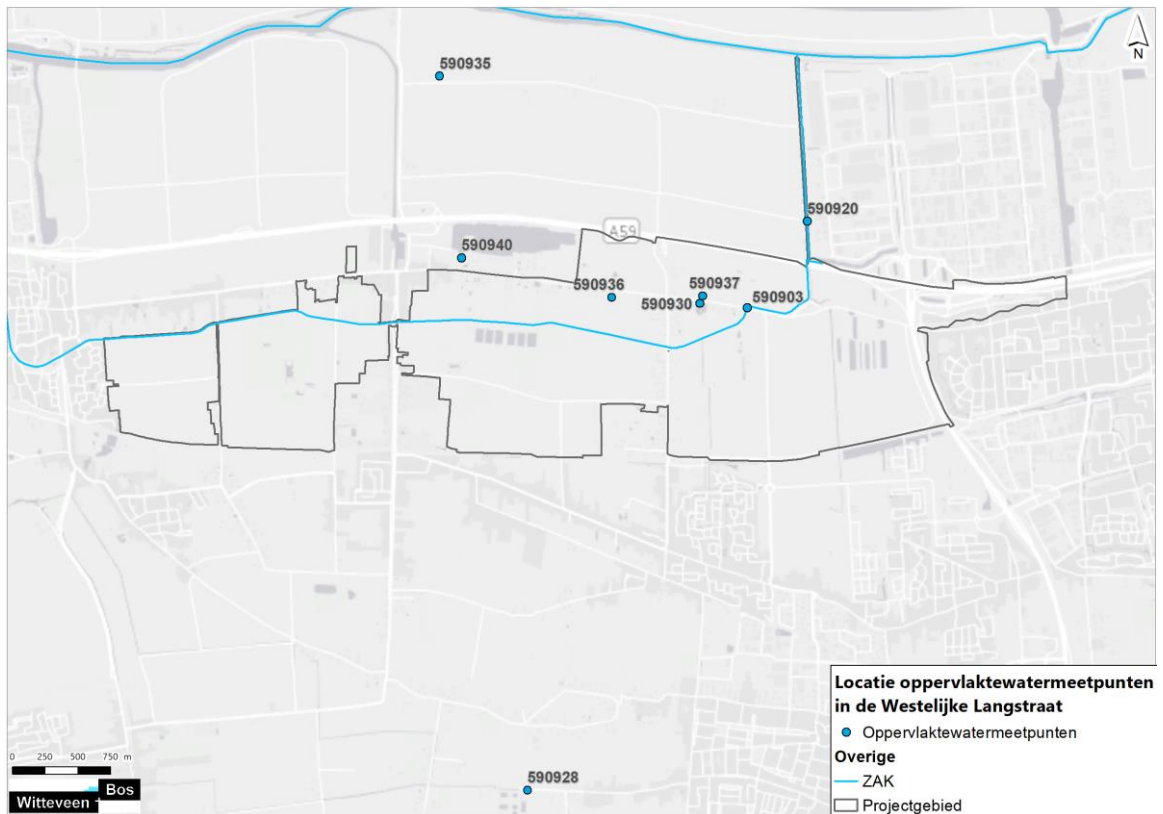 590935
590920
A59
590940
590937
590936
590930
590903
590928
N
0 250 500 750 m
Witteveen Bos
Locatie oppervlaktewatermeetpunten
in de Westelijke Langstraat
Oppervlaktewatermeetpunten
Overige
ZAK
Projectgebied